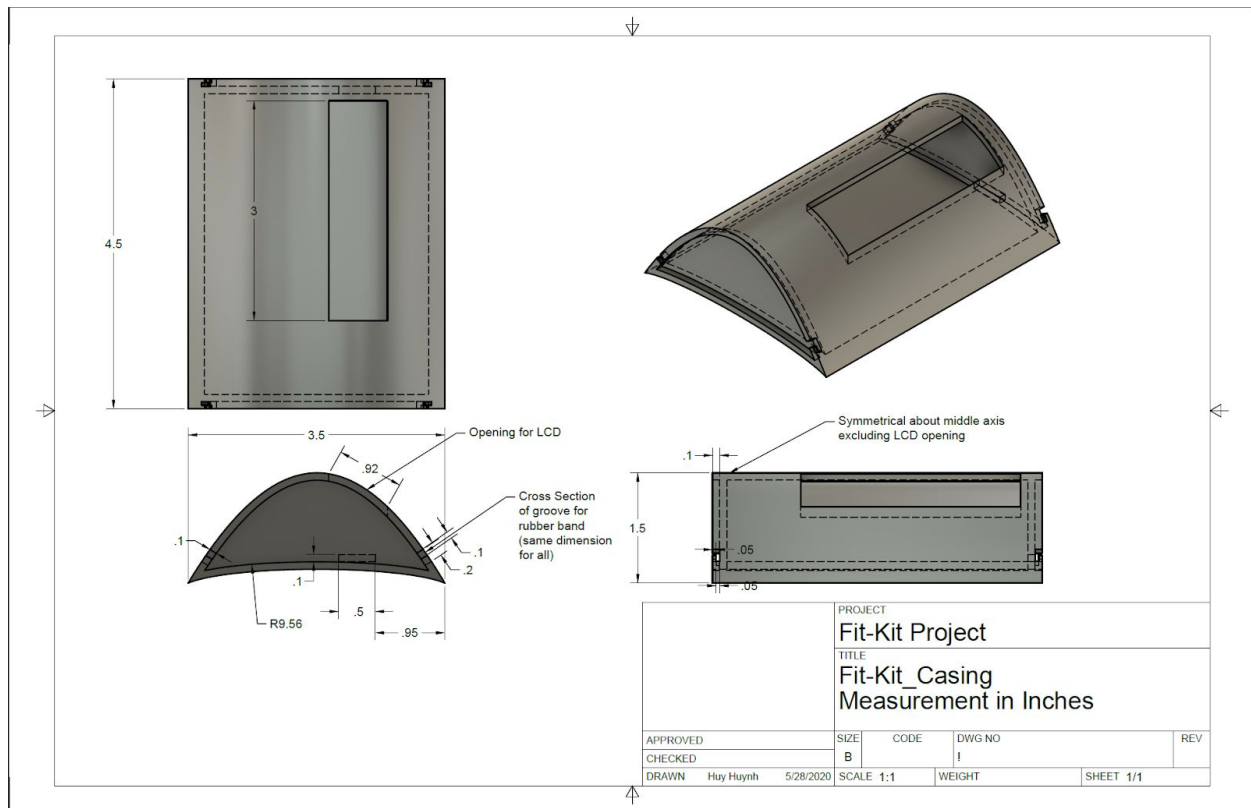 3
4.5
3.5
Opening for LCD
.92
Cross Section
of groove for
rubber band
(same dimension
for all)
.1
.1
.2
.1
R9.56
.5
.95
Symmetrical about middle axis
excluding LCD opening
.1
1.5
.05
.05
PROJECT
Fit-Kit Project
TITLE
Fit-Kit_Casing
Measurement in Inches
APPROVED
CHECKED
DRAWN Huy Huynh 5/28/2020
SIZE CODE DWG NO REV
B !
SCALE 1:1 WEIGHT SHEET 1/1